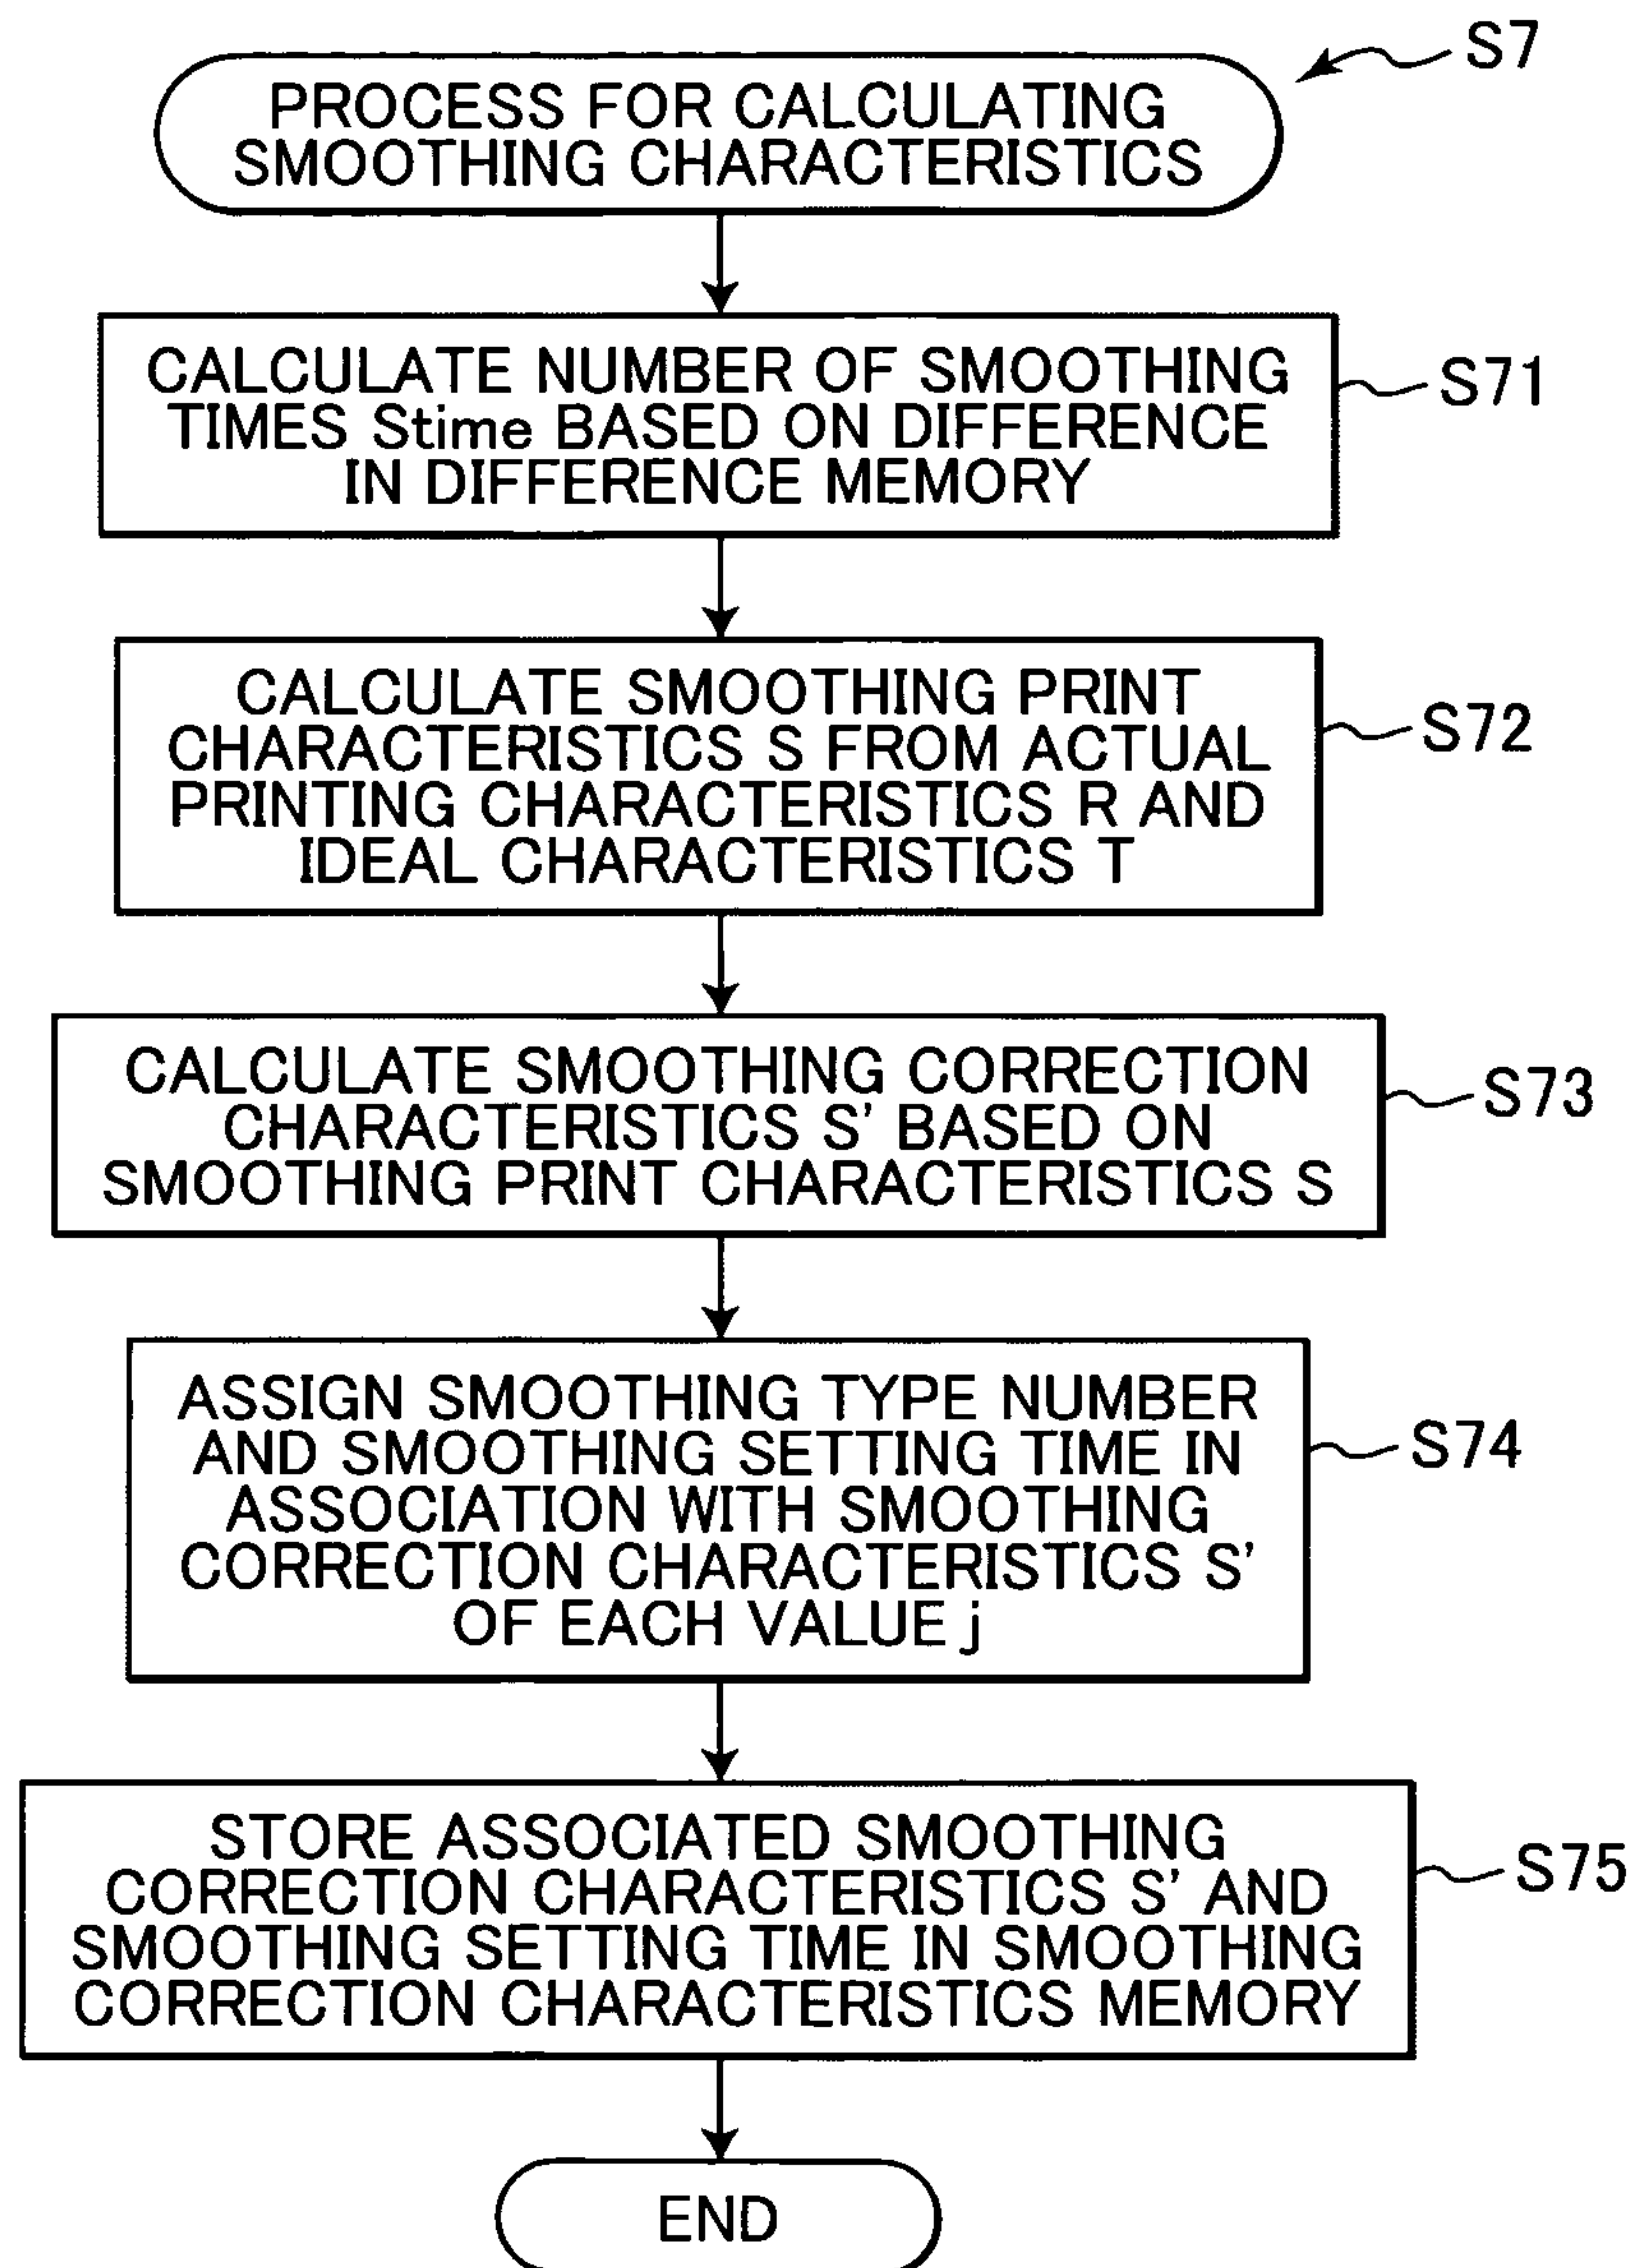 S7
PROCESS FOR CALCULATING
SMOOTHING CHARACTERISTICS
CALCULATE NUMBER OF SMOOTHING
TIMES Stime BASED ON DIFFERENCE
IN DIFFERENCE MEMORY
S71
CALCULATE SMOOTHING PRINT
CHARACTERISTICS S FROM ACTUAL
PRINTING CHARACTERISTICS R AND
IDEAL CHARACTERISTICS T
S72
CALCULATE SMOOTHING CORRECTION
CHARACTERISTICS S' BASED ON
SMOOTHING PRINT CHARACTERISTICS S
S73
ASSIGN SMOOTHING TYPE NUMBER
AND SMOOTHING SETTING TIME IN
ASSOCIATION WITH SMOOTHING
CORRECTION CHARACTERISTICS S'
OF EACH VALUE j
S74
STORE ASSOCIATED SMOOTHING
CORRECTION CHARACTERISTICS S' AND
SMOOTHING SETTING TIME IN SMOOTHING
CORRECTION CHARACTERISTICS MEMORY
S75
END